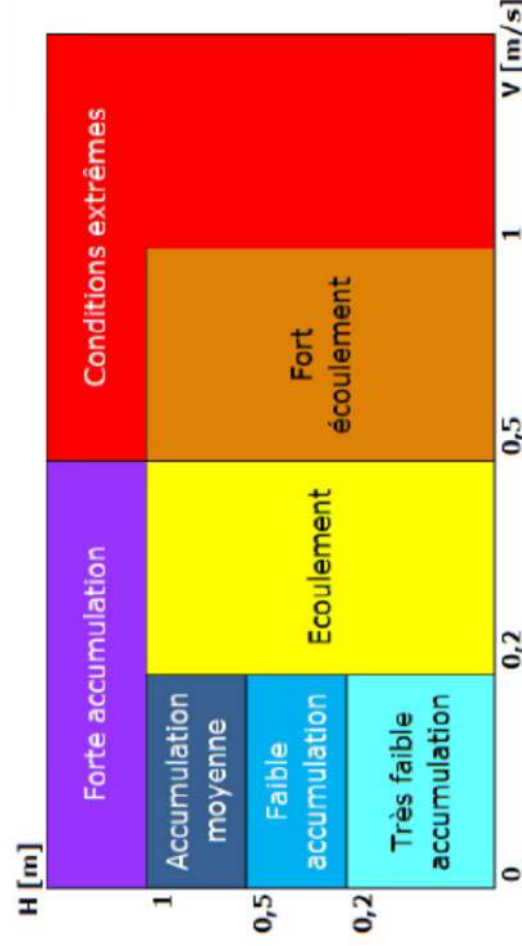 H [m]
Forte accumulation
Conditions extrêmes
1
Accumulation
moyenne
Ecoulement
Fort
écoulement
0,5
Faible
accumulation
0,2
Très faible
accumulation
0
0,2
0,5
1
V [m/s]